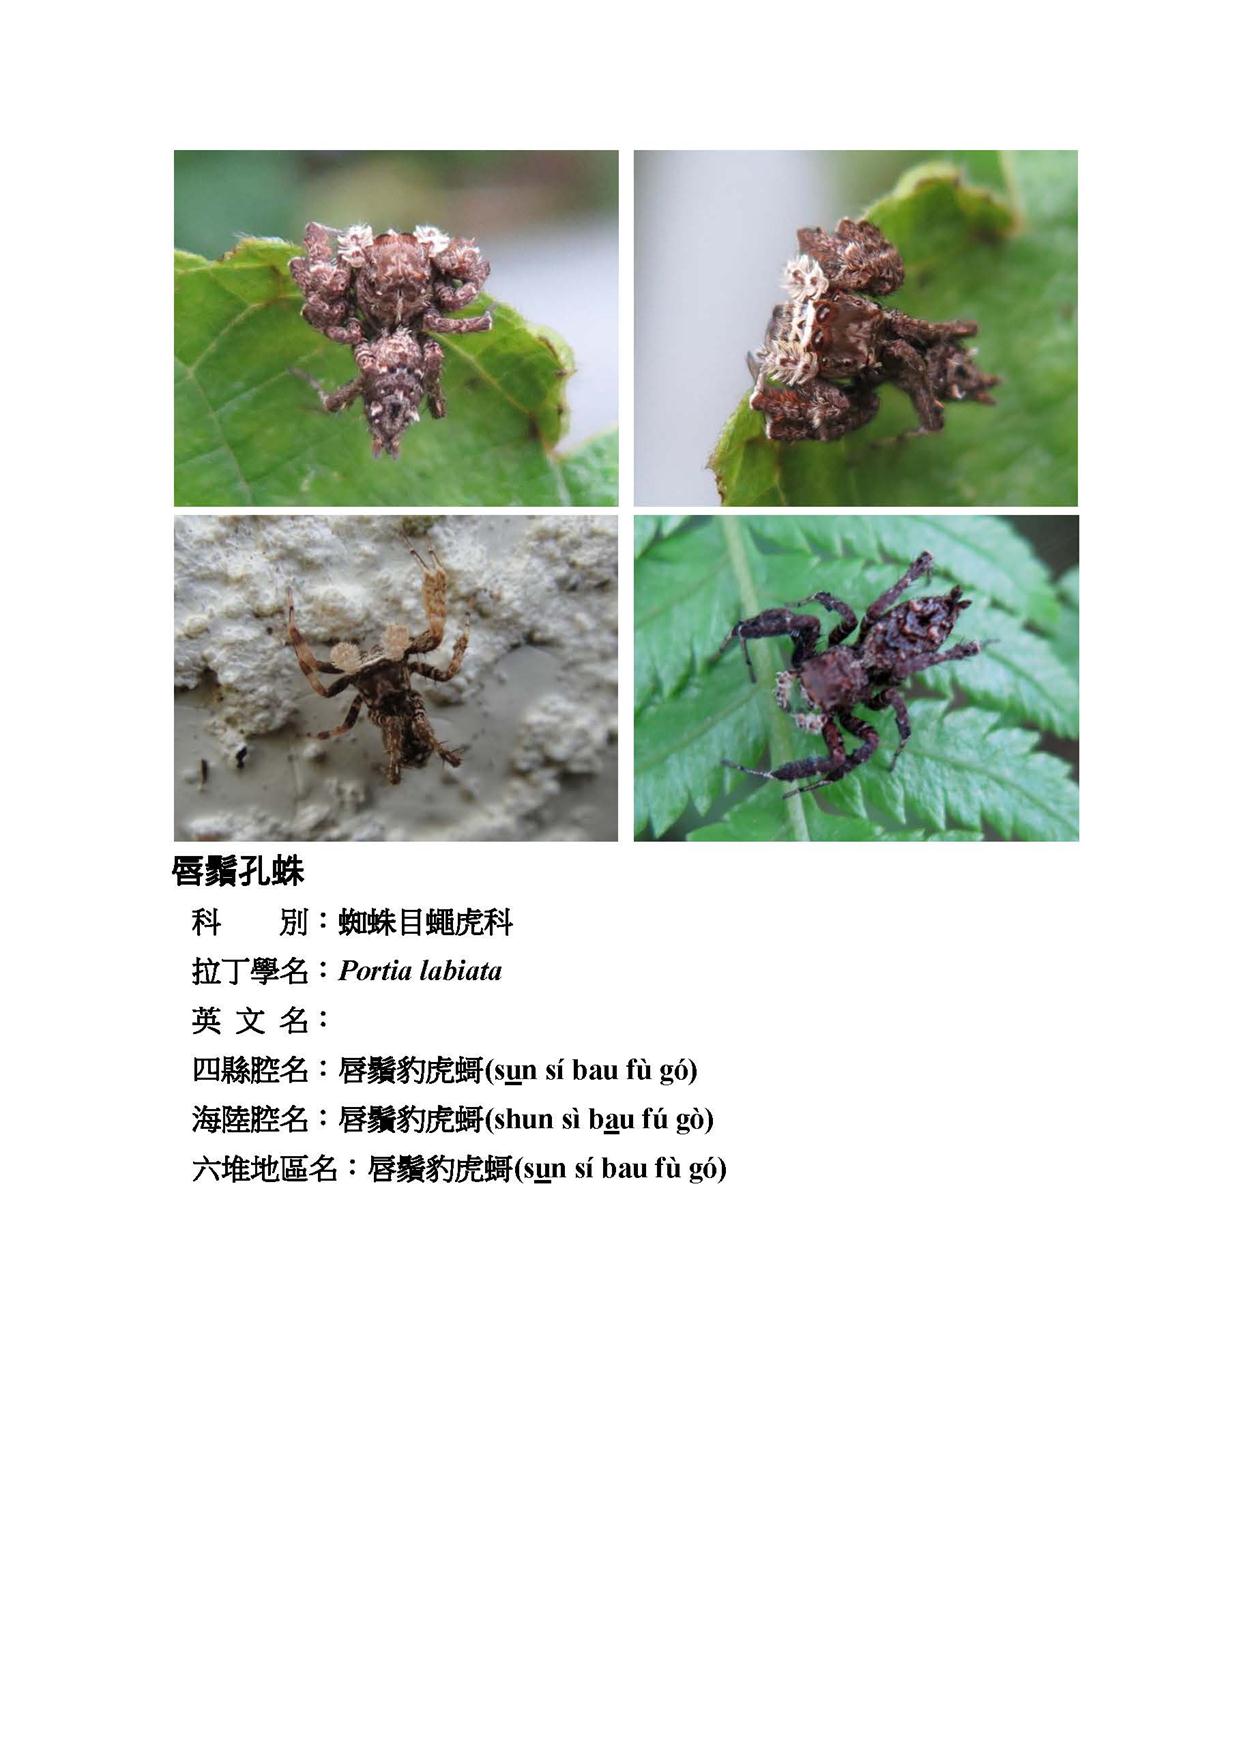 唇鬚孔蛛
科　　別：蜘蛛目蠅虎科
拉丁學名：Portia labiata
英 文 名：
四縣腔名：唇鬚豹虎蟧(sun sí bau fù gó)
海陸腔名：唇鬚豹虎蟧(shun sì bau fú gò)
六堆地區名：唇鬚豹虎蟧(sun sí bau fù gó)